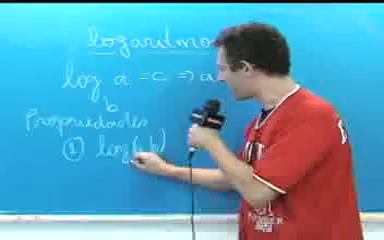 logaritmo
log a = c => a
b
Propriedades
① log(a.b)